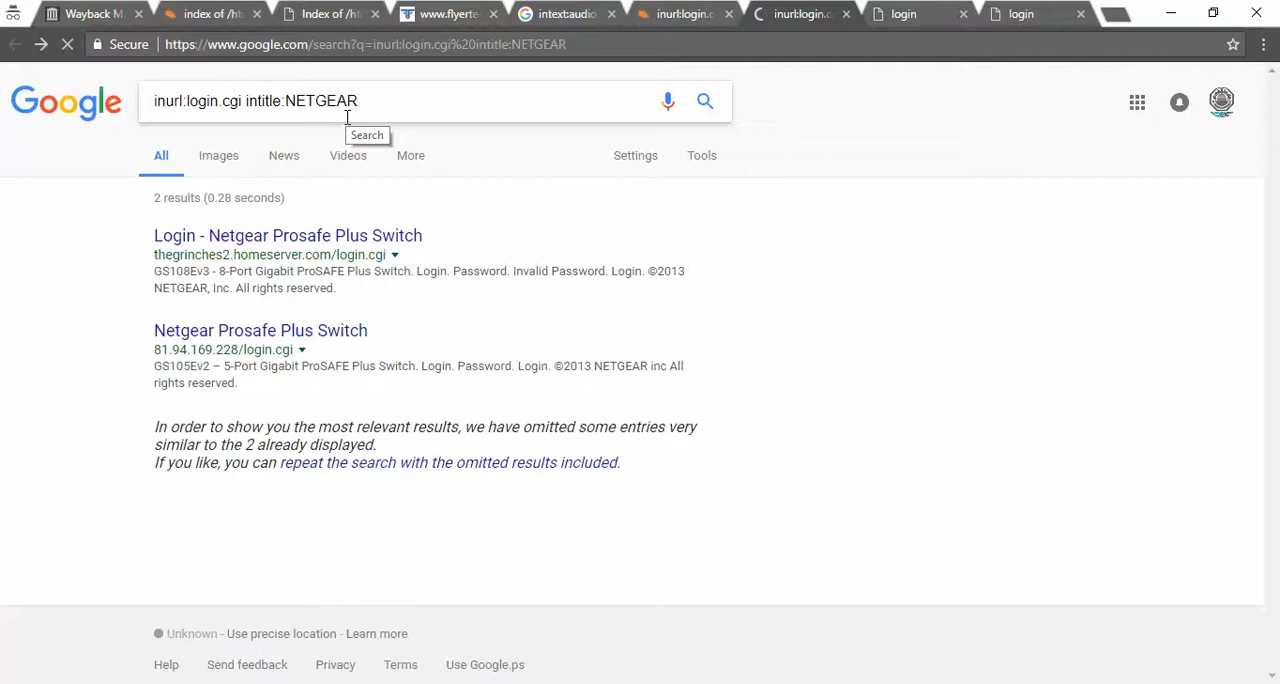 Wayback M
index of /ht
Index of /ht
www.flyerte
intext:audio
inurl:login.c
inurl:login.c
login
login
Secure
https://www.google.com/search?q=inurl:login.cgi%20intitle:NETGEAR
Google
inurl:login.cgi intitle:NETGEAR
Search
All
Images
News
Videos
More
Settings
Tools
2 results (0.28 seconds)
Login - Netgear Prosafe Plus Switch
thegrinches2.homeserver.com/login.cgi
GS108Ev3 - 8-Port Gigabit ProSAFE Plus Switch. Login. Password. Invalid Password. Login. ©2013
NETGEAR, Inc. All rights reserved.
Netgear Prosafe Plus Switch
81.94.169.228/login.cgi
GS105Ev2 – 5-Port Gigabit ProSAFE Plus Switch. Login. Password. Login. ©2013 NETGEAR inc All
rights reserved.
In order to show you the most relevant results, we have omitted some entries very
similar to the 2 already displayed.
If you like, you can repeat the search with the omitted results included.
Unknown - Use precise location - Learn more
Help
Send feedback
Privacy
Terms
Use Google.ps